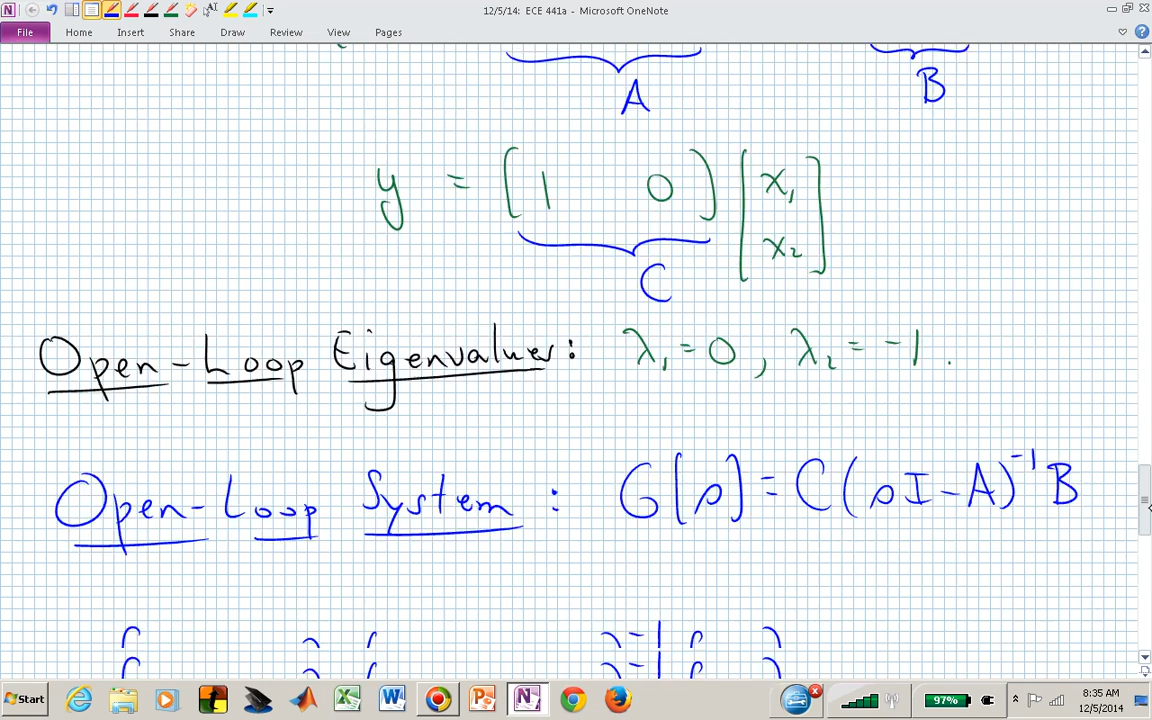 12/5/14: ECE 441a - Microsoft OneNote
File Home Insert Share Draw Review View Pages
A B
y = [1 0] [x₁
x₂]
C
Open-Loop Eigenvalues: λ₁ = 0, λ₂ = -1.
Open-Loop System: G[s] = C(sI-A)⁻¹B
Start
97%
8:35 AM
12/5/2014